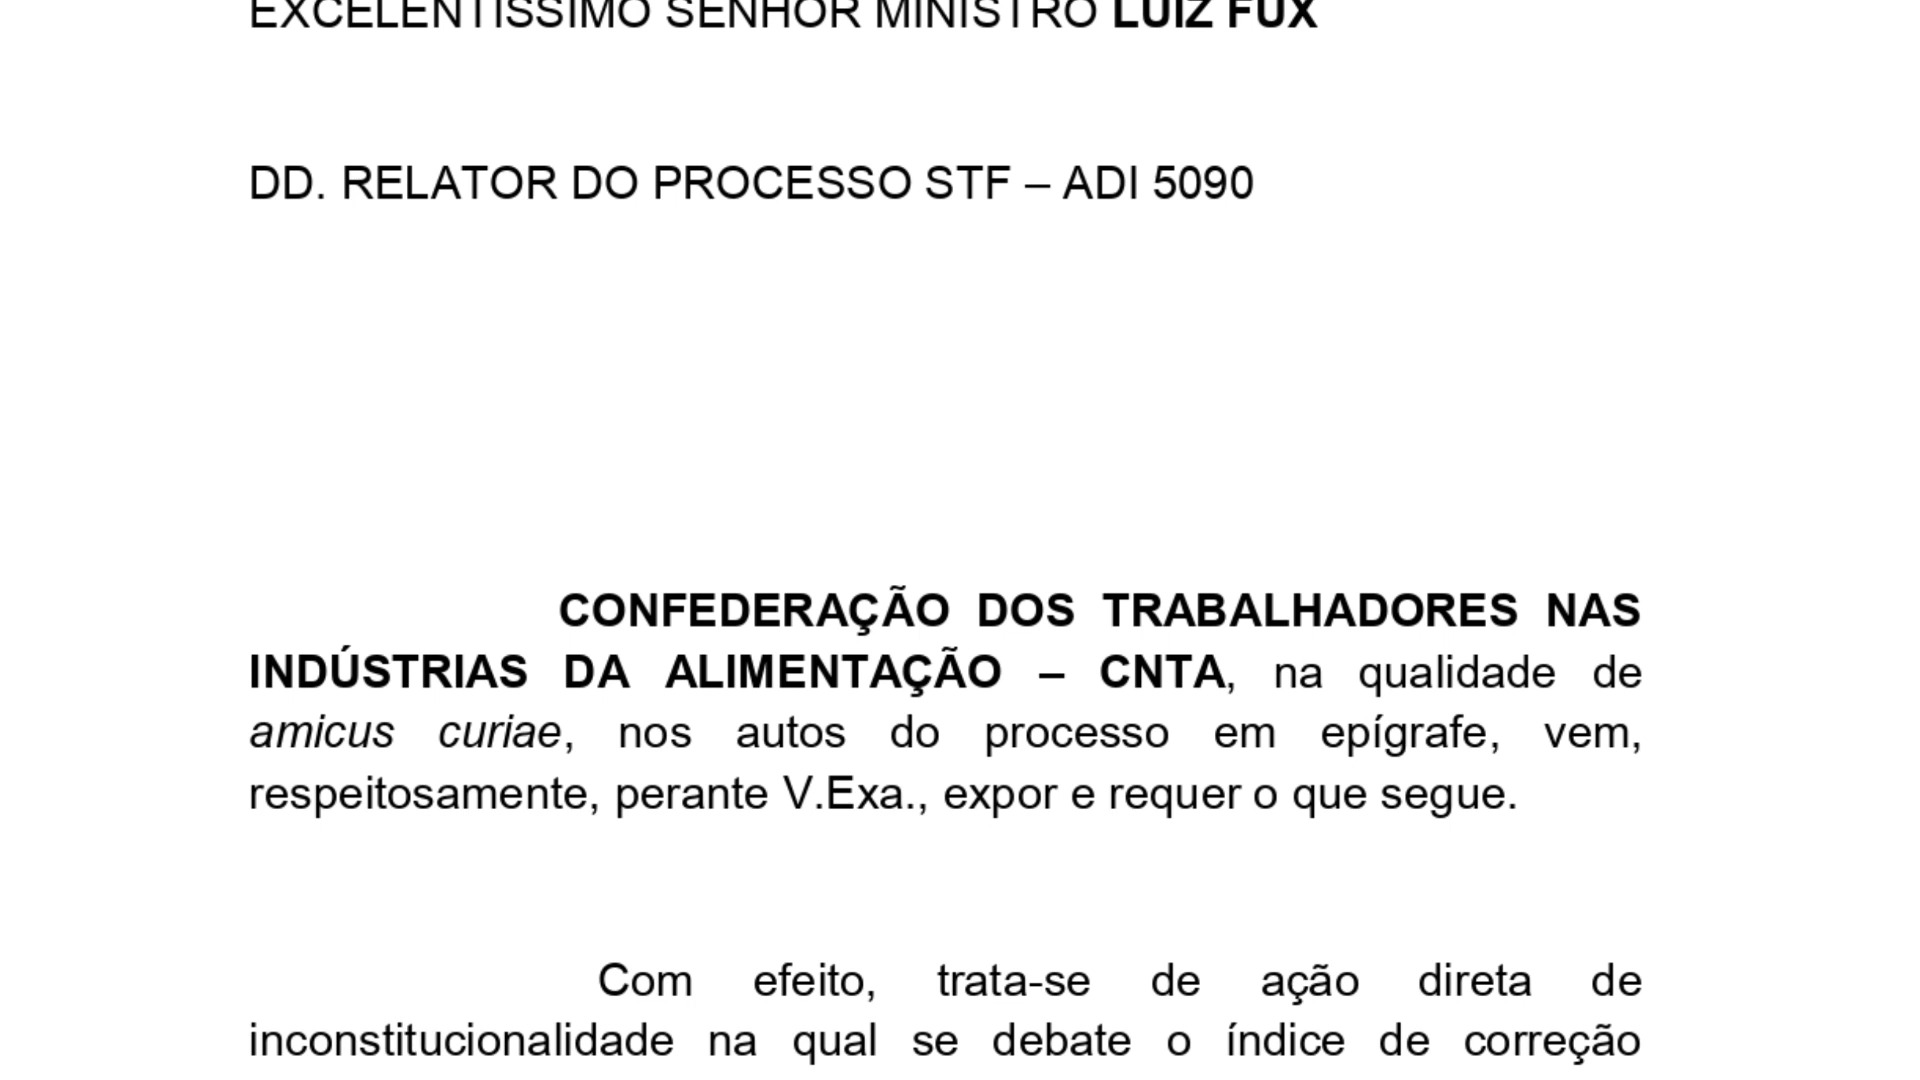 EXCELENTÍSSIMO SENHOR MINISTRO LUIZ FUX
DD. RELATOR DO PROCESSO STF – ADI 5090
CONFEDERAÇÃO DOS TRABALHADORES NAS
INDÚSTRIAS DA ALIMENTAÇÃO – CNTA, na qualidade de
amicus curiae, nos autos do processo em epígrafe, vem,
respeitosamente, perante V.Exa., expor e requer o que segue.
Com efeito, trata-se de ação direta de
inconstitucionalidade na qual se debate o índice de correção